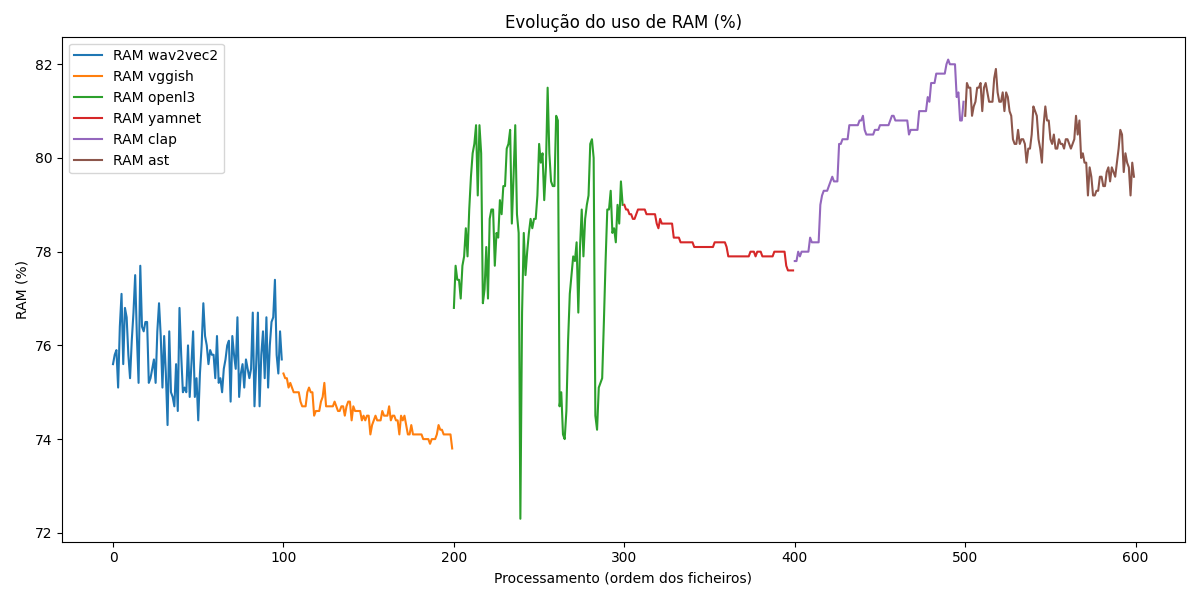 Evolução do uso de RAM (%)
RAM wav2vec2
RAM vggish
RAM openl3
RAM yamnet
RAM clap
RAM ast
RAM (%)
82
80
78
76
74
72
0
100
200
300
400
500
600
Processamento (ordem dos ficheiros)